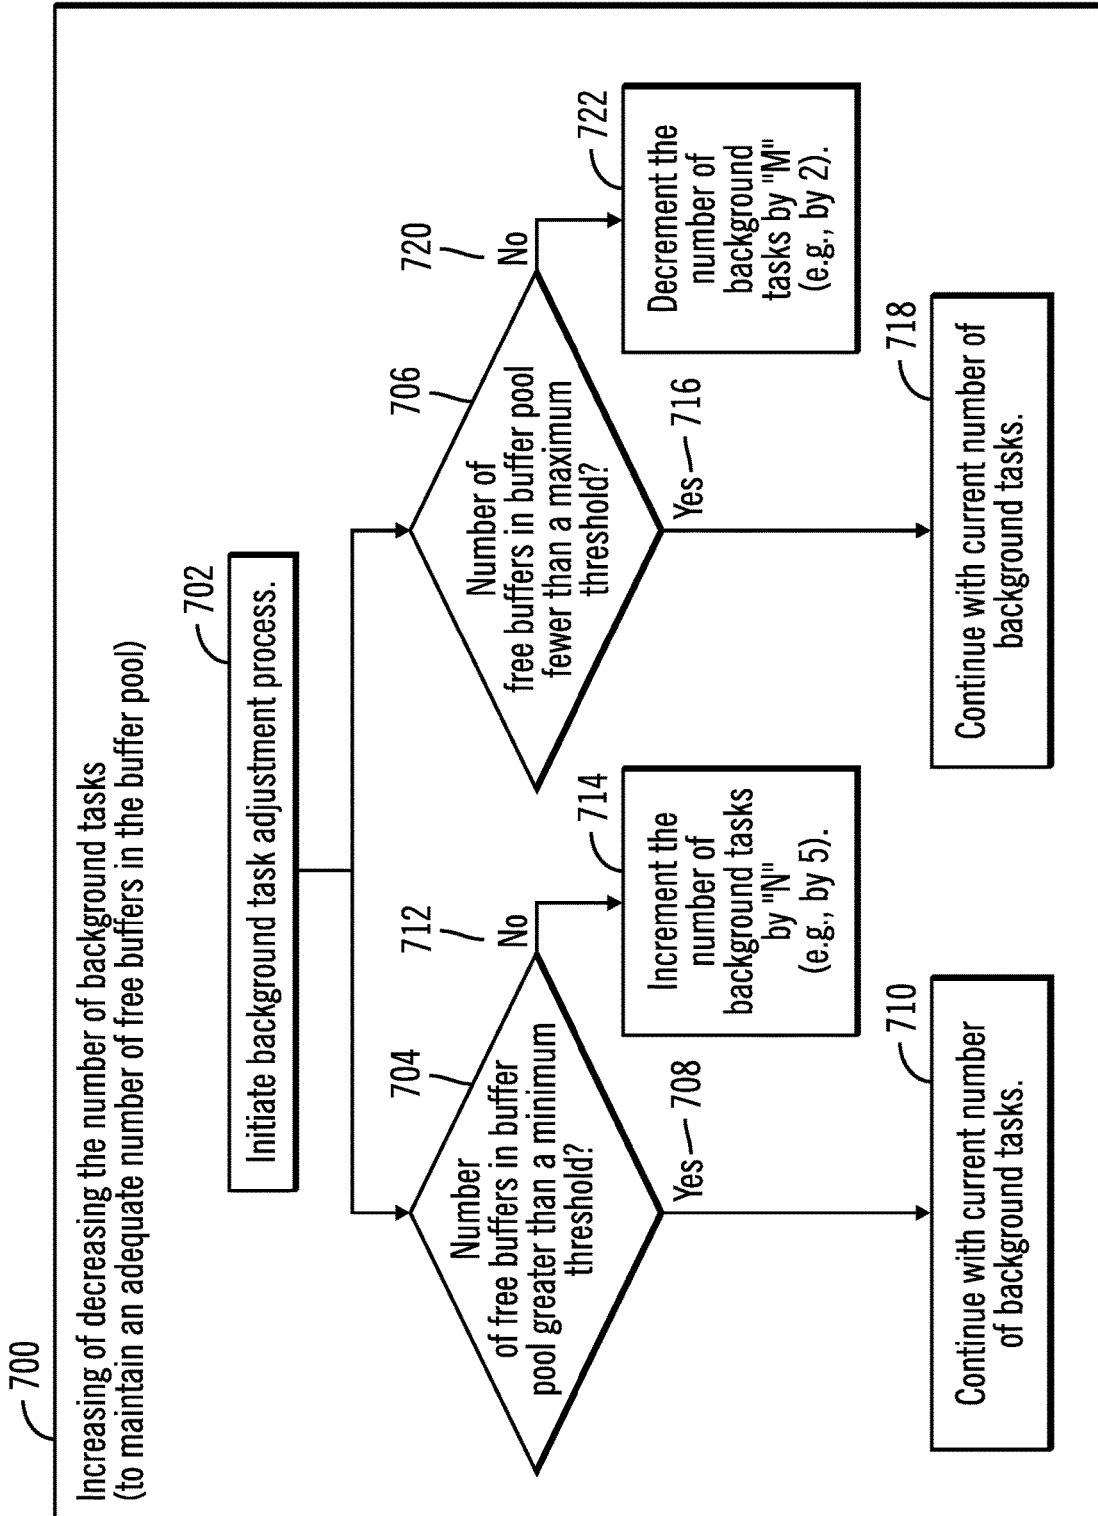 700
Increasing of decreasing the number of background tasks
(to maintain an adequate number of free buffers in the buffer pool)
702
Initiate background task adjustment process.
704
Number
of free buffers in buffer
pool greater than a minimum
threshold?
712
No
714
Increment the
number of
background tasks
by "N"
(e.g., by 5).
Yes
708
710
Continue with current number
of background tasks.
706
Number of
free buffers in buffer pool
fewer than a maximum
threshold?
720
No
722
Decrement the
number of
background
tasks by "M"
(e.g., by 2).
Yes
716
718
Continue with current number of
background tasks.